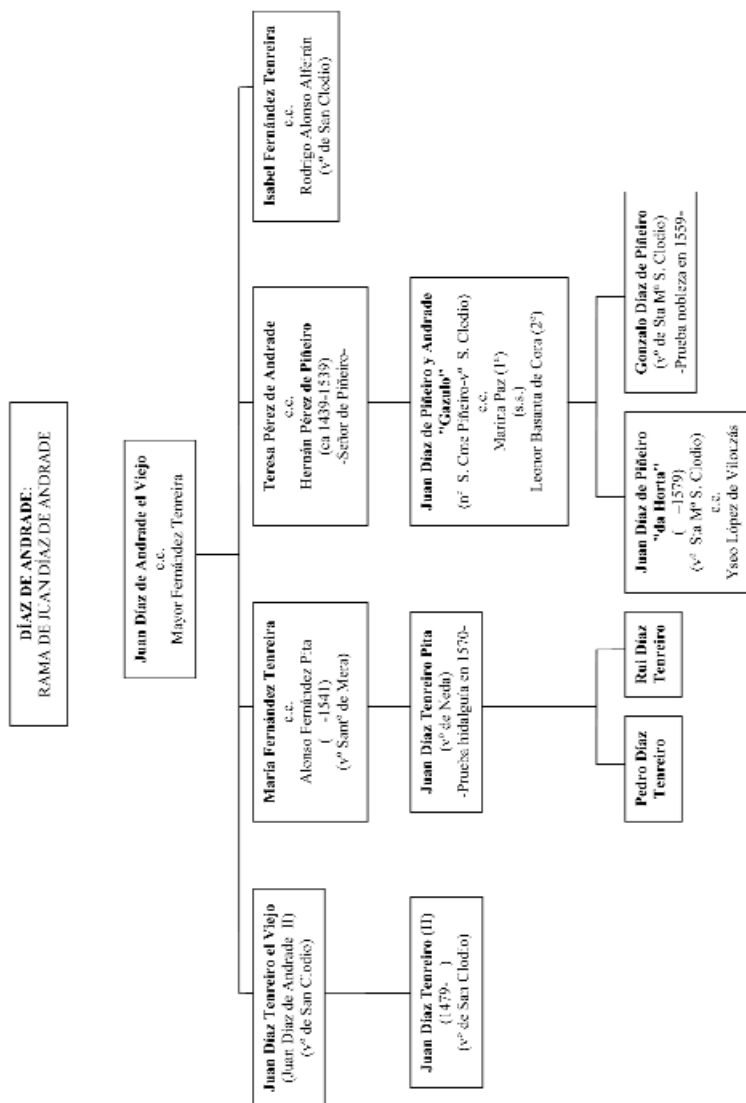 DÍAZ DE ANDRADE:
RAMA DE JUAN DÍAZ DE ANDRADE
Juan Díaz de Andrade el Viejo
c.c.
Mayor Fernández Tenreira
Juan Díaz Tenreiro el Viejo
(Juan Díaz de Andrade II)
(vº de San Clodio)
María Fernández Tenreira
c.c.
Alonso Fernández Pita
( -1541)
(vº Santº de Mera)
Teresa Pérez de Andrade
c.c.
Hernán Pérez de Piñeiro
(ca 1439-1539)
-Señor de Piñeiro-
Isabel Fernández Tenreira
c.c.
Rodrigo Alonso Alfeirán
(vº de San Clodio)
Juan Díaz Tenreiro (II)
(1479- )
(vº de San Clodio)
Juan Díaz Tenreiro Pita
(vº de Neda)
-Prueba hidalguía en 1570-
Juan Díaz de Piñeiro y Andrade
"Gazulo"
(nº S. Cme Piñeiro-vº S. Clodio)
c.c.
Marina Paz (1ª)
(s.s.)
Leonor Basanta de Cora (2ª)
Pedro Díaz
Tenreiro
Rui Díaz
Tenreiro
Juan Díaz de Piñeiro
"da Horta"
( -1579)
(vº Sta Mª S. Clodio)
c.c.
Yseo López de
Gonzalo Díaz de Piñeiro
(vº de Sta Mª S. Clodio)
-Prueba nobleza en 1559-